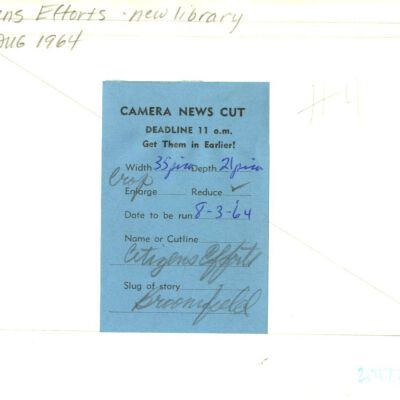 ens Efforts - new library
AUG 1964
#4
CAMERA NEWS CUT
DEADLINE 11 a.m.
Get Them in Earlier!
Width 35 pica Depth 21 pica
Crop
Enlarge Reduce ✓
Date to be run 8-3-64
Name or Cutline
Citizens Efforts
Slug of story
Broomfield